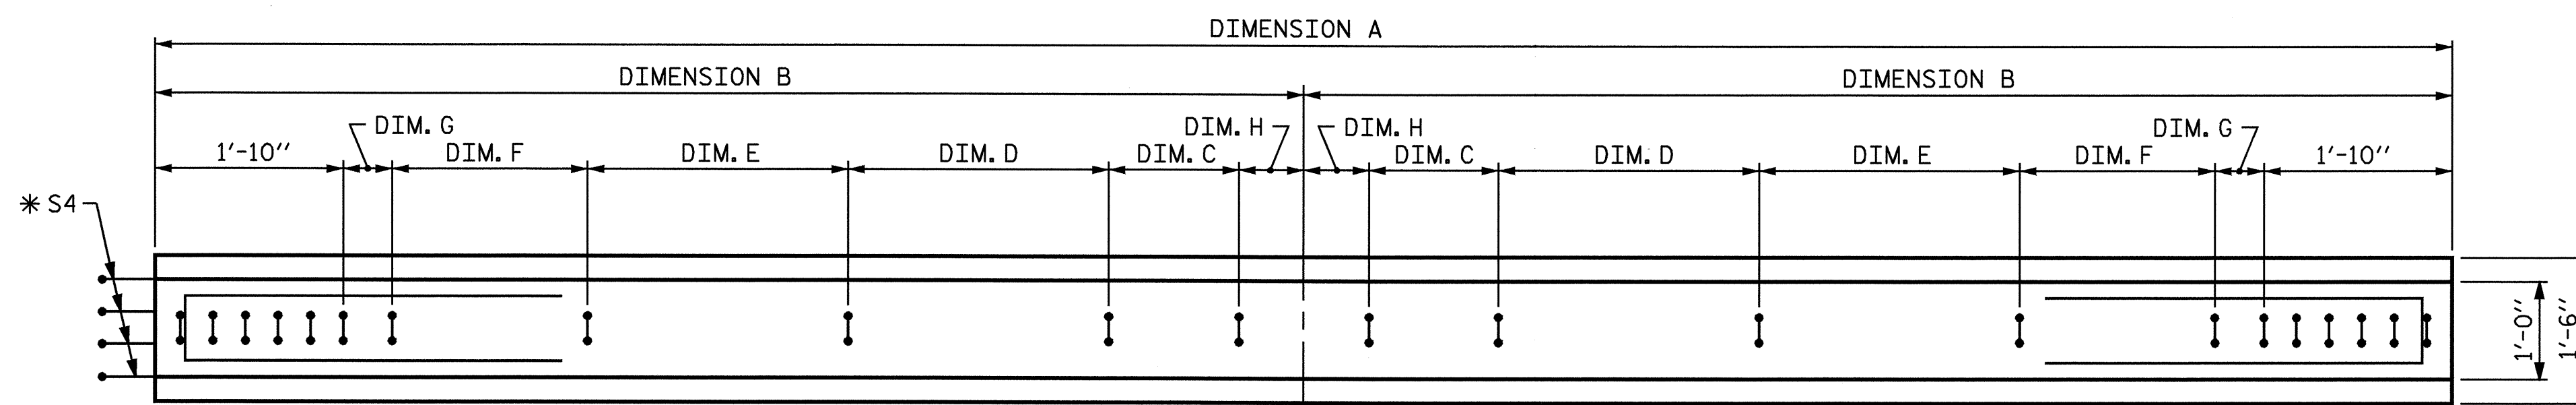 DIMENSION A
DIMENSION B DIMENSION B
DIM. G DIM. H DIM. H DIM. G
1'-10" DIM. F DIM. E DIM. D DIM. C DIM. C DIM. D DIM. E DIM. F 1'-10"
* S4
1'-0" 1'-6"